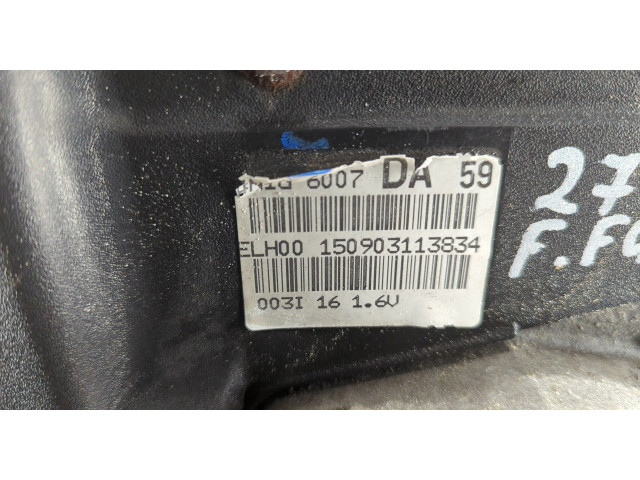 6007 DA 59
ELH00 150903113834
003I 16 1.6V
27
F.